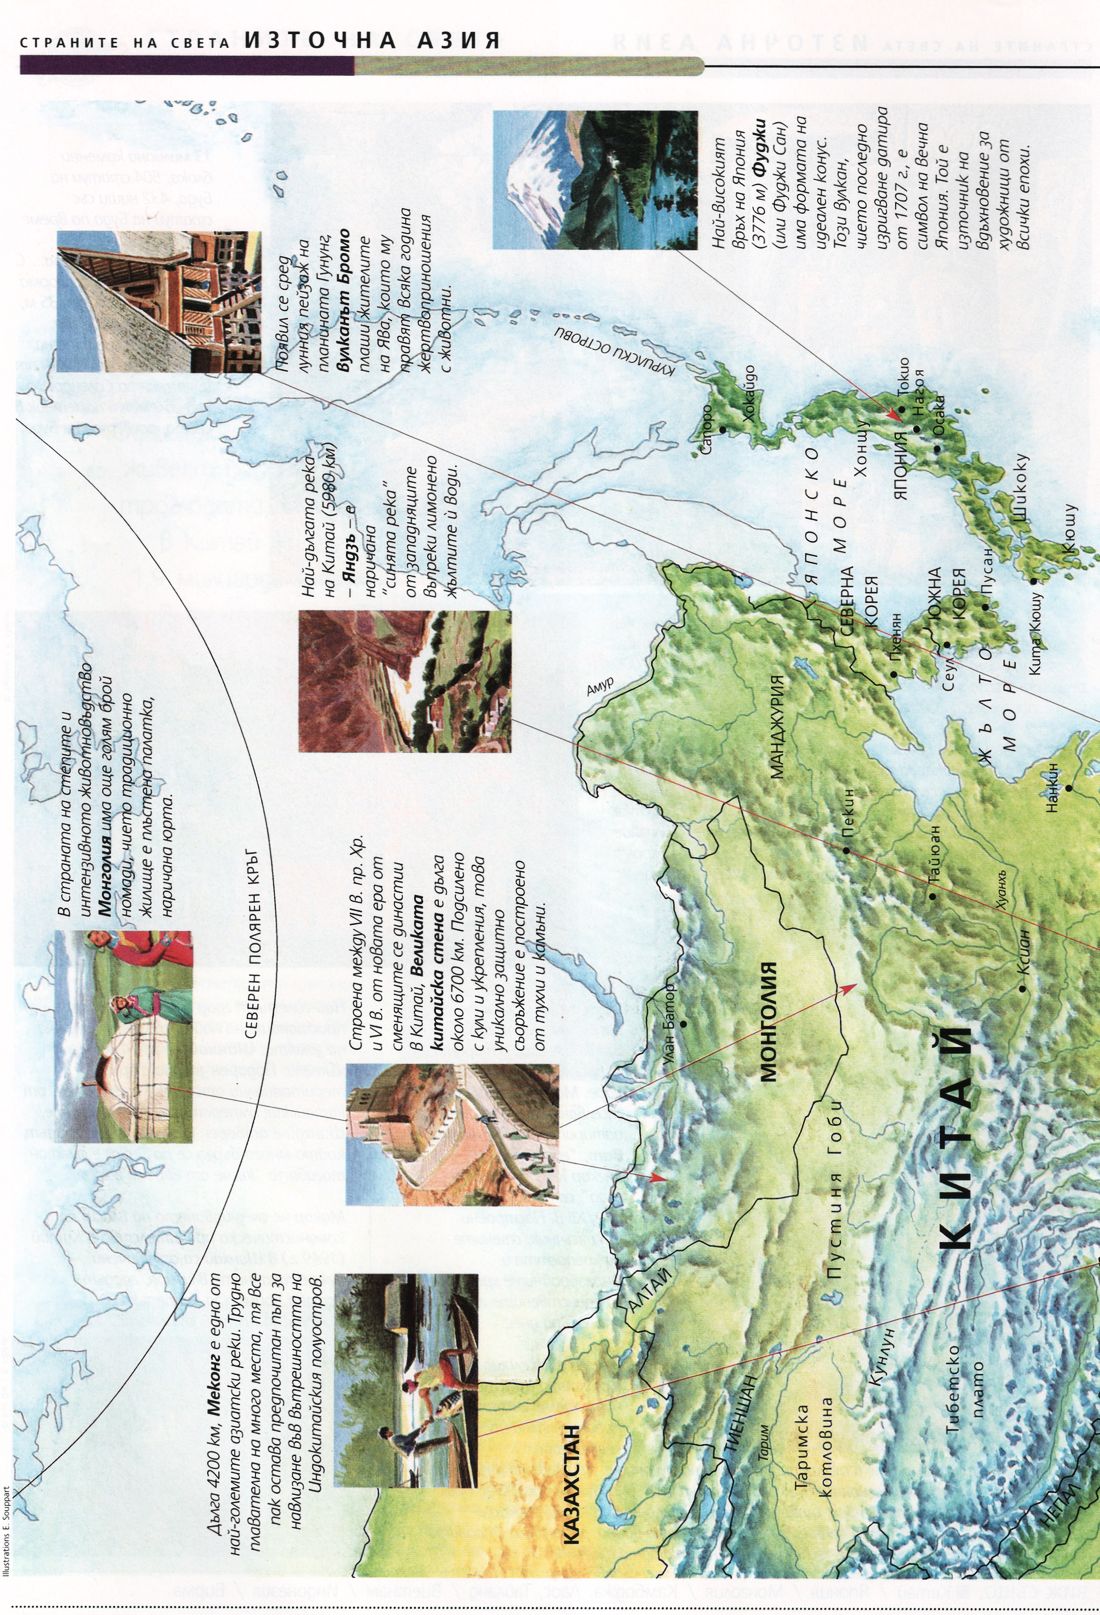 СТРАНИТЕ НА СВЕТА ИЗТОЧНА АЗИЯ
Illustrations E. Souppart
Дълга 4200 км, Меконг е една от
най-големите азиатски реки. Трудно
плавателна на много места, тя все
пак остава предпочитан път за
навлизане във вътрешността на
Индокитайския полуостров.
В страната на степите и
интензивното животновъдство
Монголия има още голям брой
номади, чието традиционно
жилище е плъстена палатка,
наричана юрта.
Строена между VII в. пр. Хр.
и VI в. от новата ера от
сменящите се династии
в Китай, Великата
китайска стена е дълга
около 6700 км. Подсилено
с кули и укрепления, това
уникално защитно
съоръжение е построено
от тухли и камъни.
Най-дългата река
на Китай (5980 км)
– Яндзъ – е
наричана
"синята река"
от западняците
въпреки лимонено
жълтите ѝ води.
Появил се сред
лунния пейзаж на
планината Гунунг,
вулканът Бромо
плаши жителите
на Ява, които му
правят всяка година
жертвоприношения
с животни.
Най-високият
връх на Япония
(3776 м) Фуджи
(или Фуджи Сан)
има формата на
идеален конус.
Този вулкан,
чието последно
изригване датира
от 1707 г., е
символ на вечна
Япония. Той е
източник на
вдъхновение за
художници от
всички епохи.
СЕВЕРЕН ПОЛЯРЕН КРЪГ
КУРИЛСКИ ОСТРОВИ
Амур
КАЗАХСТАН
АЛТАЙ
ТИЕНШАН
Тарим
Таримска
котловина
Кунлун
Тибетско
плато
НЕПАЛ
Улан Батор
МОНГОЛИЯ
Пустиня Гоби
КИТАЙ
МАНДЖУРИЯ
Пекин
Тайюан
Хуанхъ
Ксиан
Нанкин
СЕВЕРНА
КОРЕЯ
Пхенян
Сеул
ЮЖНА
КОРЕЯ
Пусан
ЖЪЛТО
МОРЕ
ЯПОНСКО
МОРЕ
Сапоро
Хокайдо
Хоншу
ЯПОНИЯ
Токио
Нагоя
Осака
Шикоку
Кюшу
Кита Кюшу